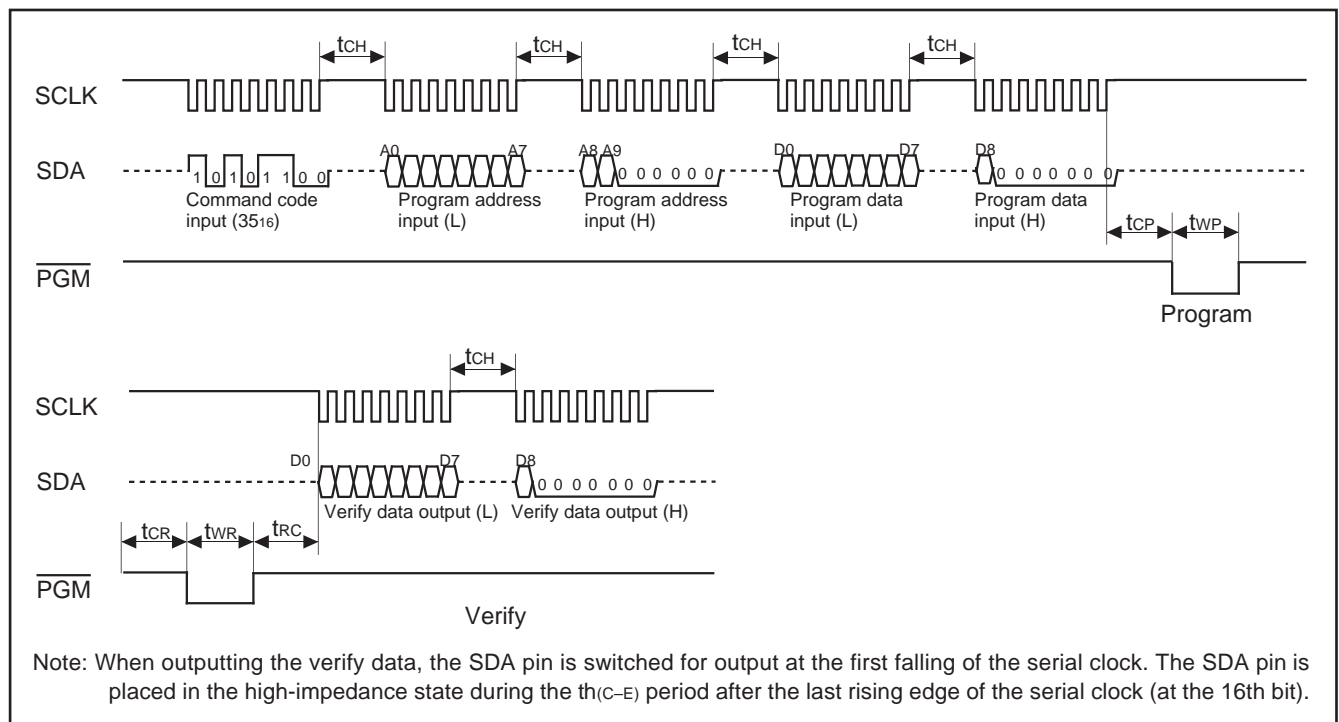 tCH tCH tCH tCH
SCLK
A0 A7 A8 A9 D0 D7 D8
SDA
1 0 1 0 1 1 0 0 0 0 0 0 0 0 0 0 0 0 0 0 0
Command code input (3516)
Program address input (L)
Program address input (H)
Program data input (L)
Program data input (H)
tCP tWP
PGM
Program
tCH
SCLK
D0 D7 D8
SDA
0 0 0 0 0 0 0
Verify data output (L) Verify data output (H)
tCR tWR tRC
PGM
Verify
Note: When outputting the verify data, the SDA pin is switched for output at the first falling of the serial clock. The SDA pin is
placed in the high-impedance state during the th(C–E) period after the last rising edge of the serial clock (at the 16th bit).